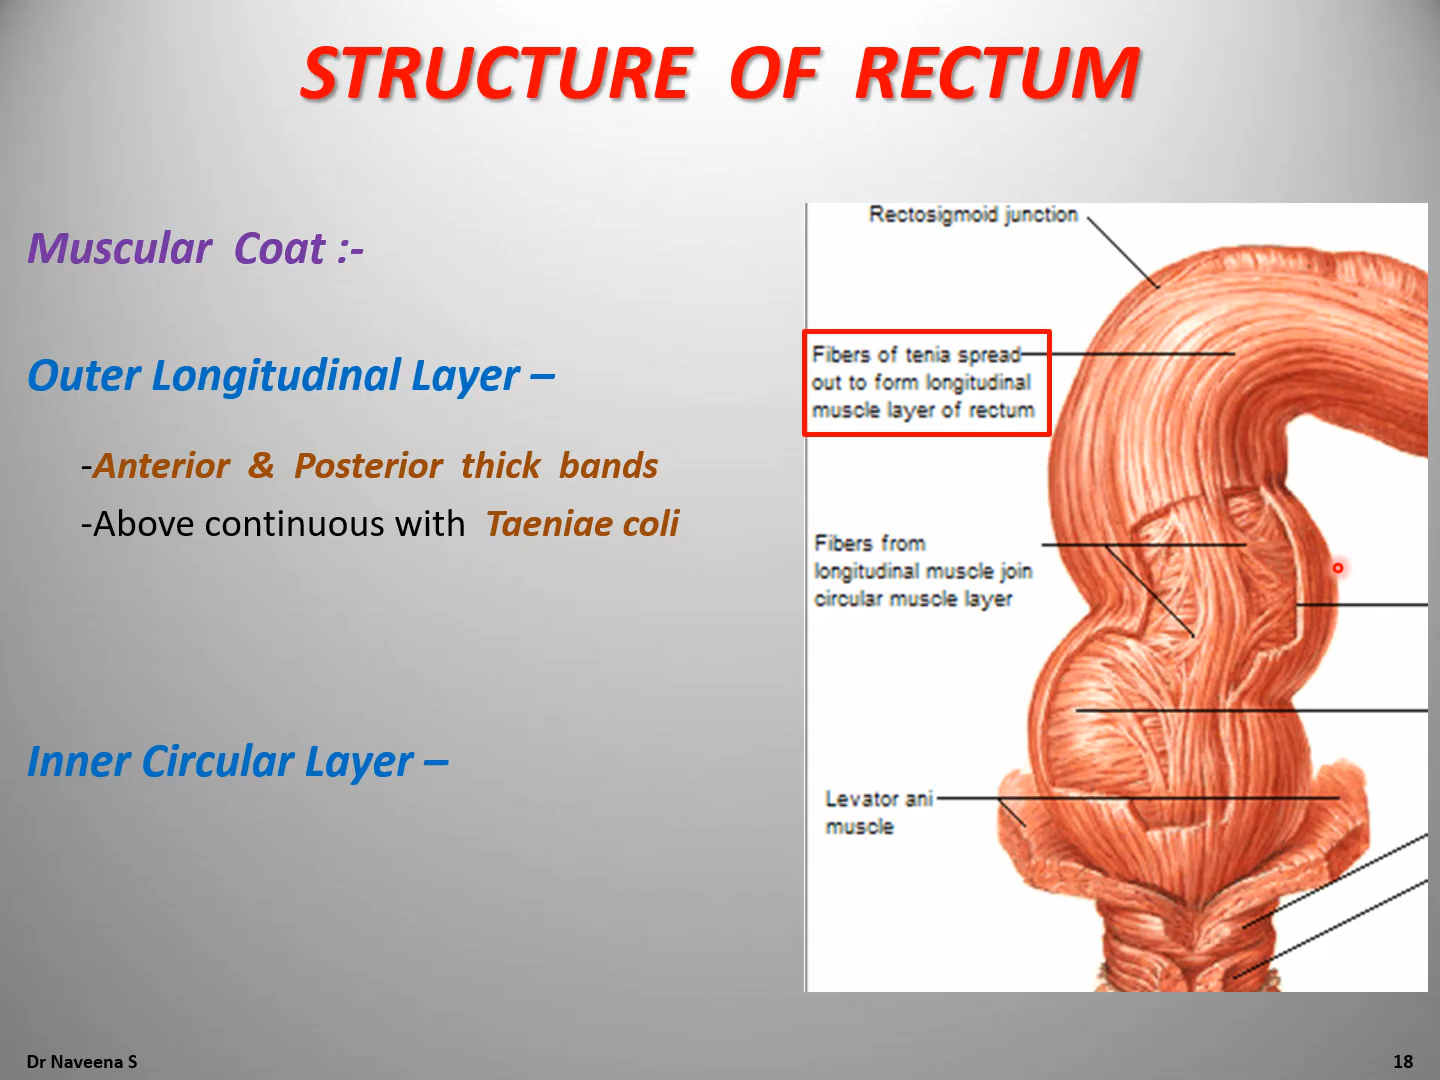 STRUCTURE OF RECTUM
Muscular Coat :-
Outer Longitudinal Layer –
-Anterior & Posterior thick bands
-Above continuous with Taeniae coli
Inner Circular Layer –
Rectosigmoid junction
Fibers of tenia spread
out to form longitudinal
muscle layer of rectum
Fibers from
longitudinal muscle join
circular muscle layer
Levator ani
muscle
Dr Naveena S
18